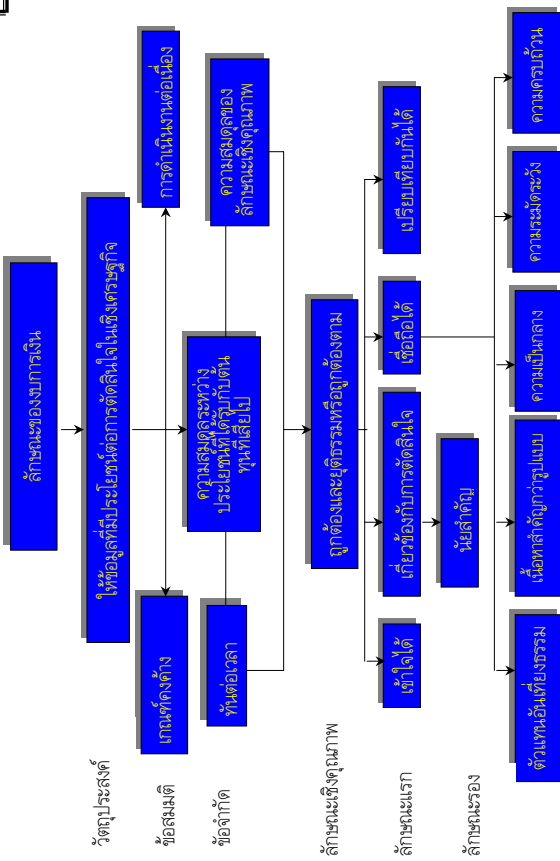 ลักษณะของงบการเงิน
วัตถุประสงค์
ให้ข้อมูลที่มีประโยชน์ต่อการตัดสินใจในเชิงเศรษฐกิจ
ข้อสมมติ
เกณฑ์คงค้าง
การดำเนินงานต่อเนื่อง
ข้อจำกัด
ทันต่อเวลา
ความสมดุลระหว่าง
ประโยชน์ที่ได้รับกับต้น
ทุนที่เสียไป
ความสมดุลของ
ลักษณะเชิงคุณภาพ
ลักษณะเชิงคุณภาพ
ถูกต้องและยุติธรรมหรือถูกต้องตาม
ลักษณะแรก
เข้าใจได้
เกี่ยวข้องกับการตัดสินใจ
เชื่อถือได้
เปรียบเทียบกันได้
ลักษณะรอง
นัยสำคัญ
ตัวแทนอันเที่ยงธรรม
เนื้อหาสำคัญกว่ารูปแบบ
ความเป็นกลาง
ความระมัดระวัง
ความครบถ้วน